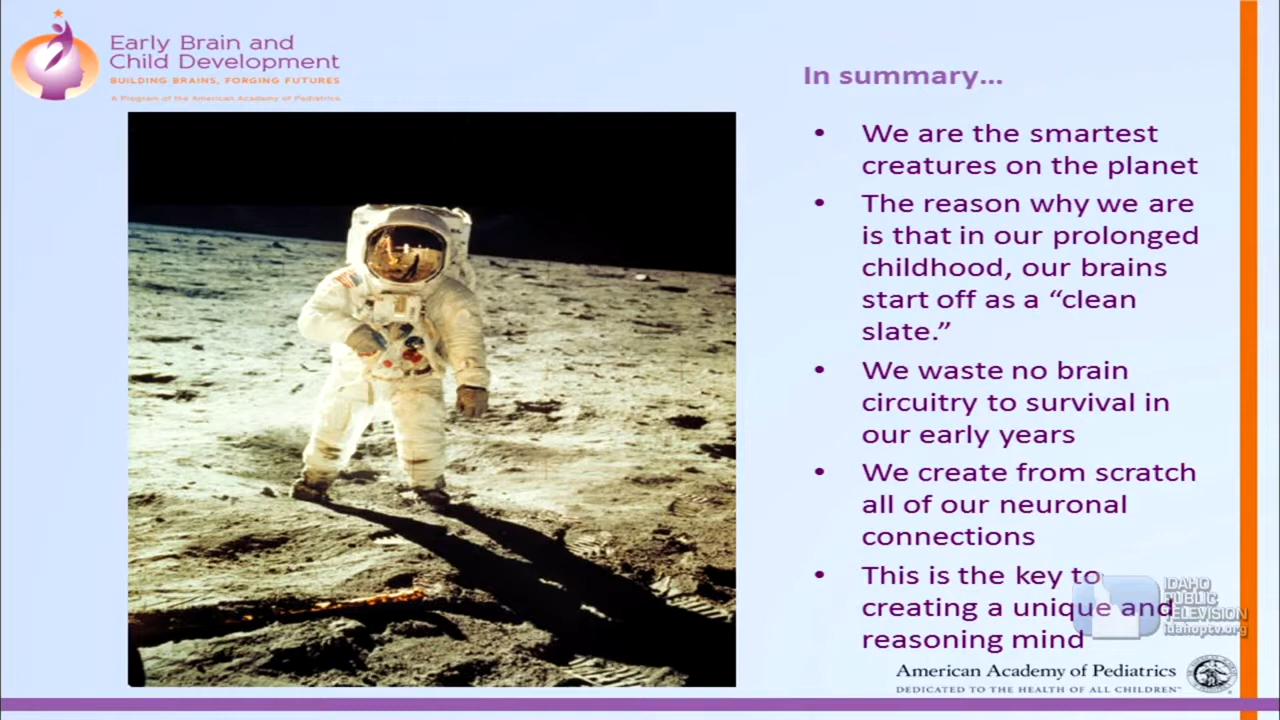 Early Brain and
Child Development
BUILDING BRAINS, FORGING FUTURES
A Program of the American Academy of Pediatrics
In summary...
• We are the smartest
creatures on the planet
• The reason why we are
is that in our prolonged
childhood, our brains
start off as a “clean
slate.”
• We waste no brain
circuitry to survival in
our early years
• We create from scratch
all of our neuronal
connections
• This is the key to
creating a unique and
reasoning mind
IDAHO
PUBLIC
TELEVISION
idahoptv.org
American Academy of Pediatrics
DEDICATED TO THE HEALTH OF ALL CHILDREN™